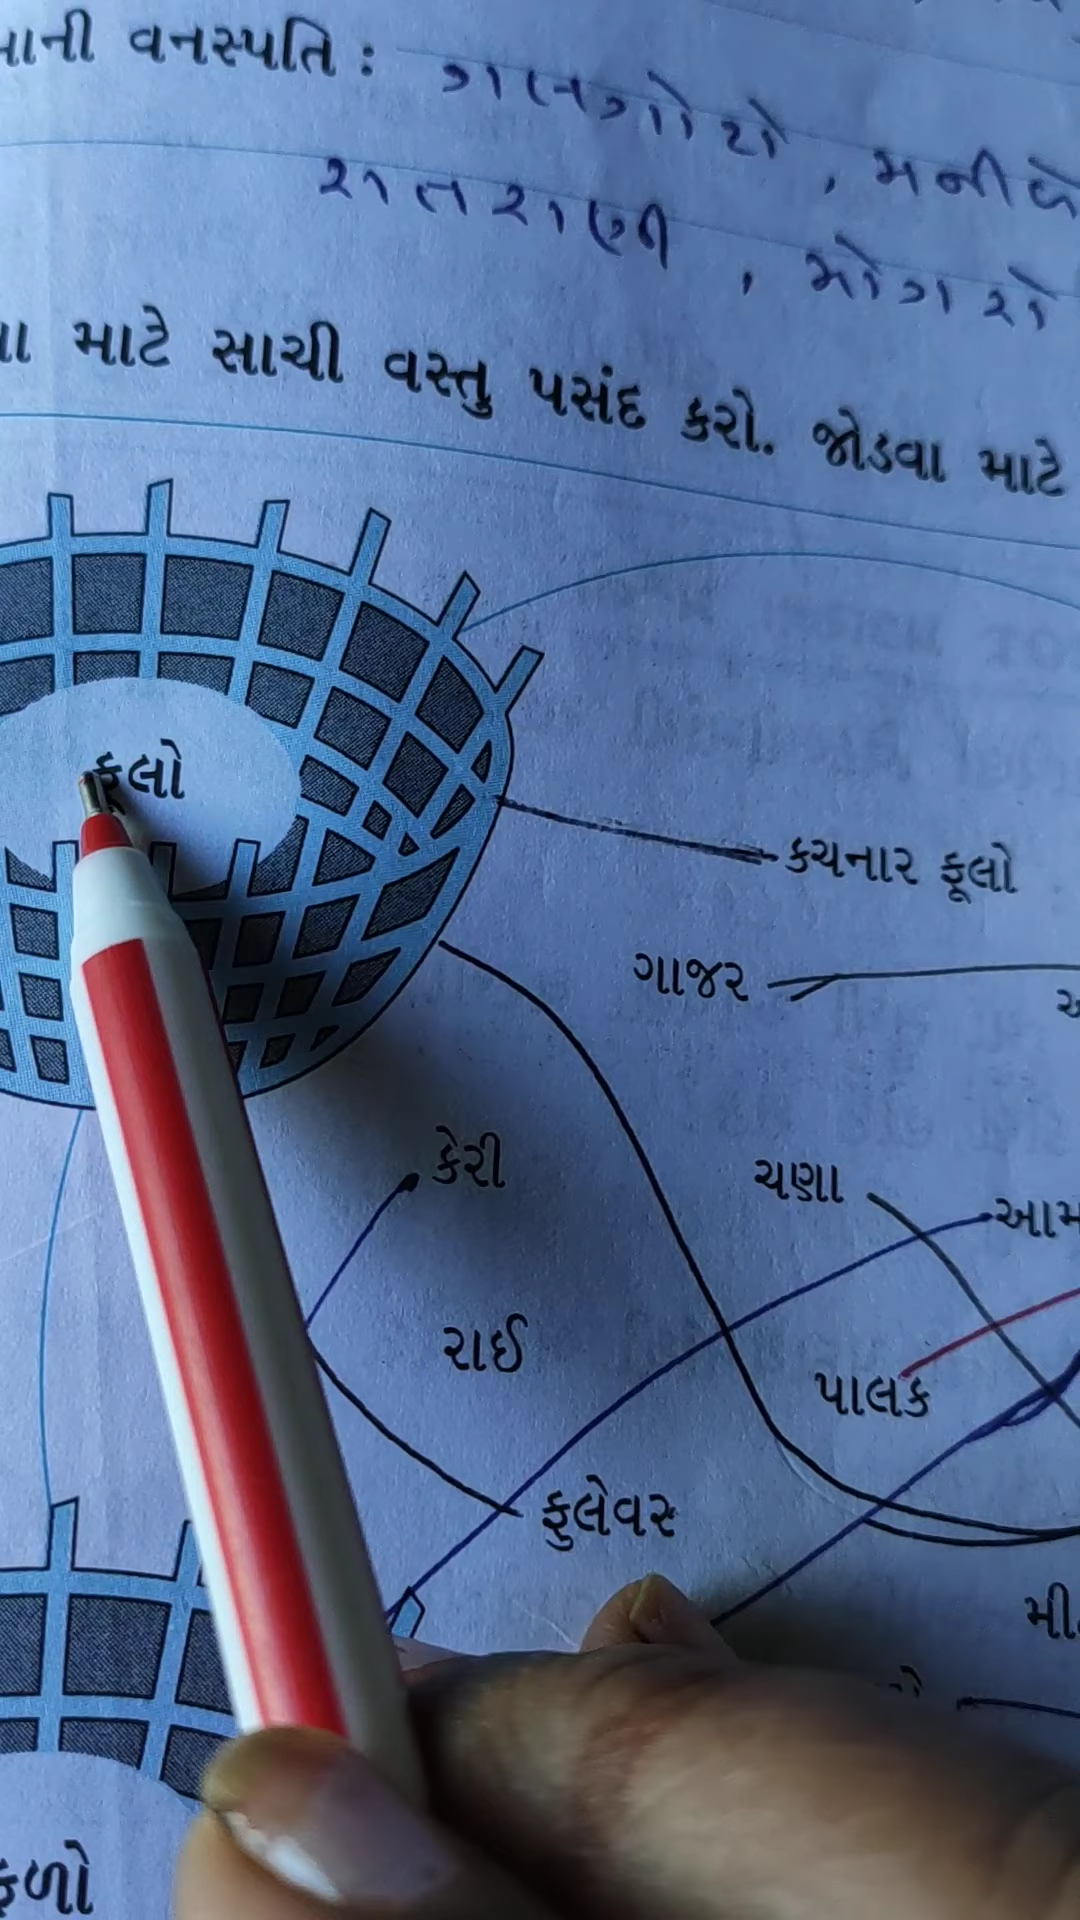 વનસ્પતિ : ગલગોટો , મનીવે
રાતરાણી , મોગરો
માટે સાચી વસ્તુ પસંદ કરો. જોડવા માટે
ફૂલો
કચનાર ફૂલો
ગાજર
કેરી
ચણા
આમ
રાઈ
પાલક
ફુલેવર
મી
ફળો